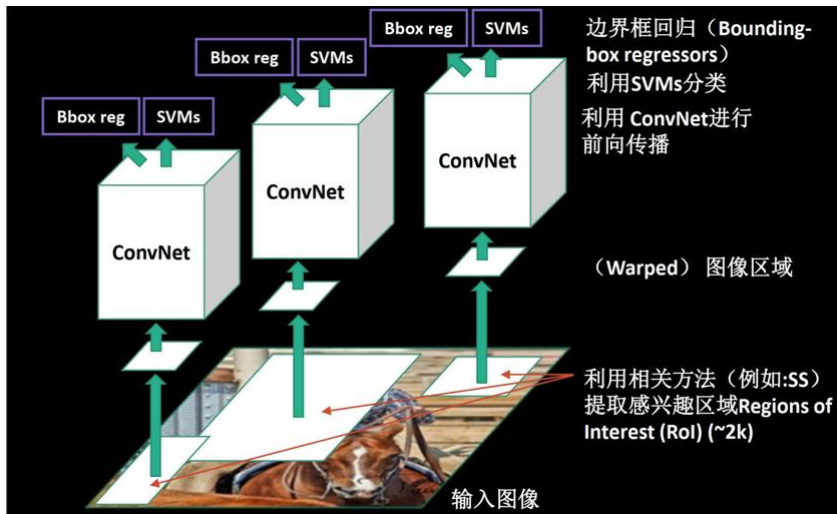 Bbox reg
SVMs
Bbox reg
SVMs
Bbox reg
SVMs
ConvNet
ConvNet
ConvNet
边界框回归（Bounding-
box regressors）
利用SVMs分类
利用 ConvNet进行
前向传播
（Warped） 图像区域
利用相关方法（例如:SS）
提取感兴趣区域Regions of
Interest (RoI) (~2k)
输入图像